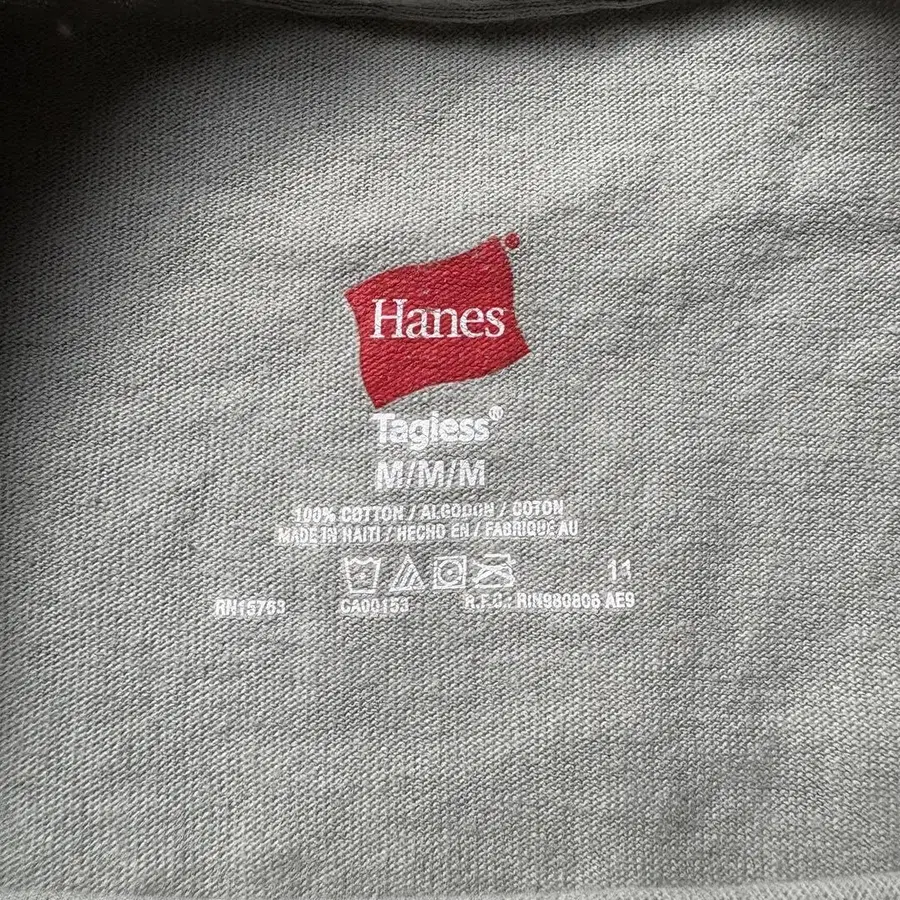 Hanes
Tagless®
M/M/M
100% COTTON / ALGODON / COTON
MADE IN HAITI / HECHO EN / FABRIQUE AU
11
RN15763 CA00153 R.F.C.: RIN980808 AE9